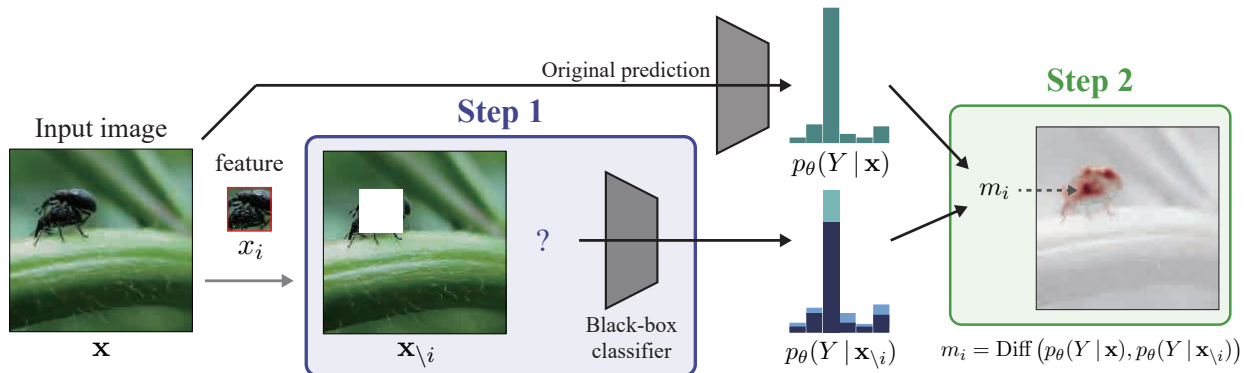 Original prediction
Step 1
Step 2
Input image
feature
$x_i$
$p_\theta(Y \mid \mathbf{x})$
$m_i$
?
Black-box
classifier
$\mathbf{x}$
$\mathbf{x}_{\setminus i}$
$p_\theta(Y \mid \mathbf{x}_{\setminus i})$
$m_i = \mathrm{Diff}\left(p_\theta(Y \mid \mathbf{x}), p_\theta(Y \mid \mathbf{x}_{\setminus i})\right)$